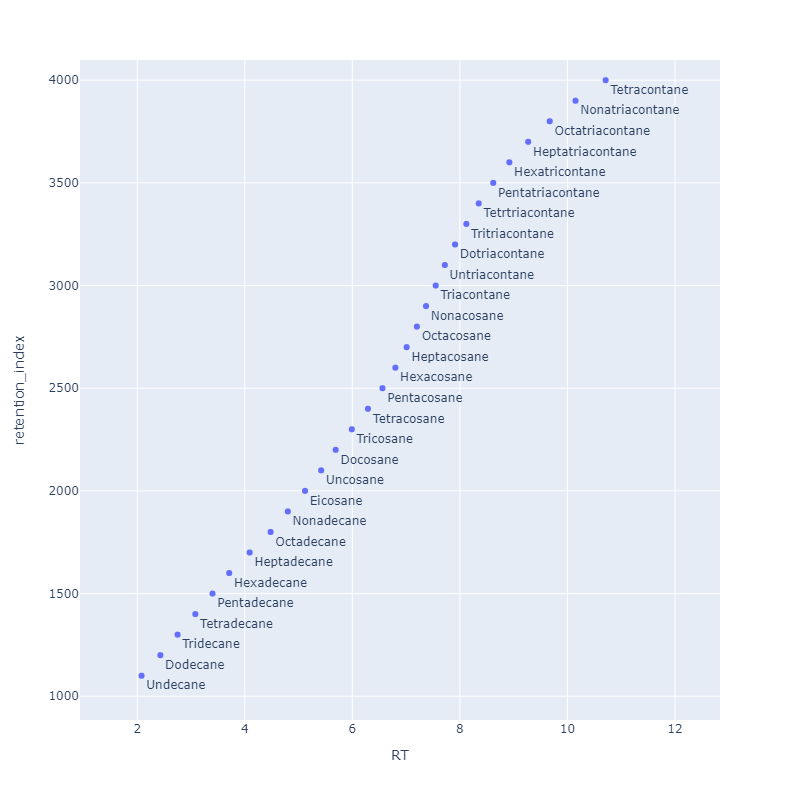 4000
Tetracontane
Nonatriacontane
Octatriacontane
Heptatriacontane
Hexatricontane
3500
Pentatriacontane
Tetrtriacontane
Tritriacontane
Dotriacontane
Untriacontane
3000
Triacontane
Nonacosane
Octacosane
Heptacosane
Hexacosane
2500
Pentacosane
Tetracosane
Tricosane
Docosane
Uncosane
2000
Eicosane
Nonadecane
Octadecane
Heptadecane
Hexadecane
1500
Pentadecane
Tetradecane
Tridecane
Dodecane
Undecane
1000
retention_index
2 4 6 8 10 12
RT